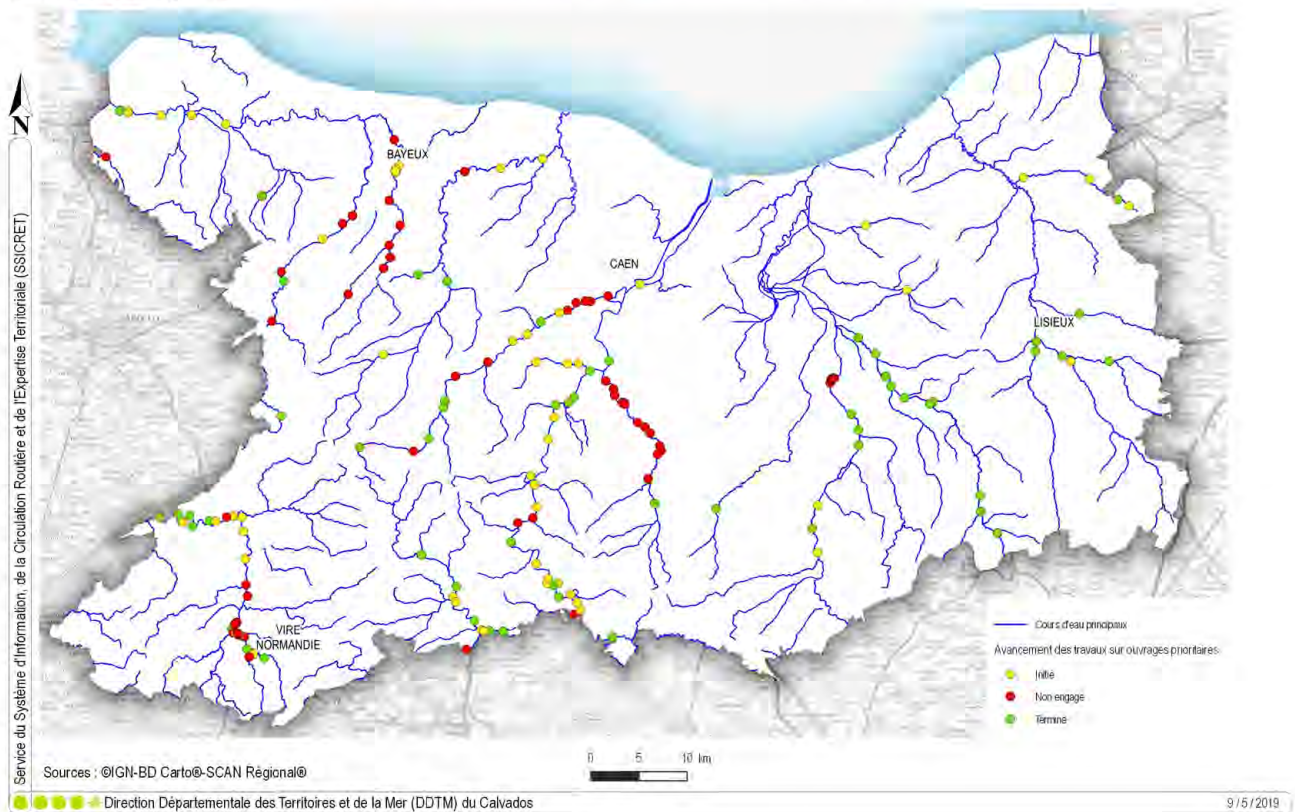 N
Service du Système d'Information, de la Circulation Routière et de l'Expertise Territoriale (SSICRET)
BAYEUX
CAEN
LISIEUX
VIRE
NORMANDIE
Cours d'eau principaux
Avancement des travaux sur ouvrages prioritaires
Initié
Non engagé
Terminé
0 5 10 km
Sources : ©IGN-BD Carto®-SCAN Régional®
Direction Départementale des Territoires et de la Mer (DDTM) du Calvados
9/5/2019